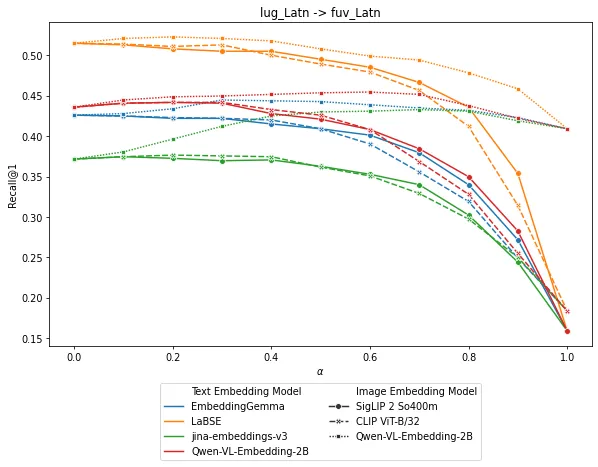 lug_Latn -> fuv_Latn
Recall@1
0.50
0.45
0.40
0.35
0.30
0.25
0.20
0.15
0.0 0.2 0.4 0.6 0.8 1.0
α
Text Embedding Model
EmbeddingGemma
LaBSE
jina-embeddings-v3
Qwen-VL-Embedding-2B
Image Embedding Model
SigLIP 2 So400m
CLIP ViT-B/32
Qwen-VL-Embedding-2B